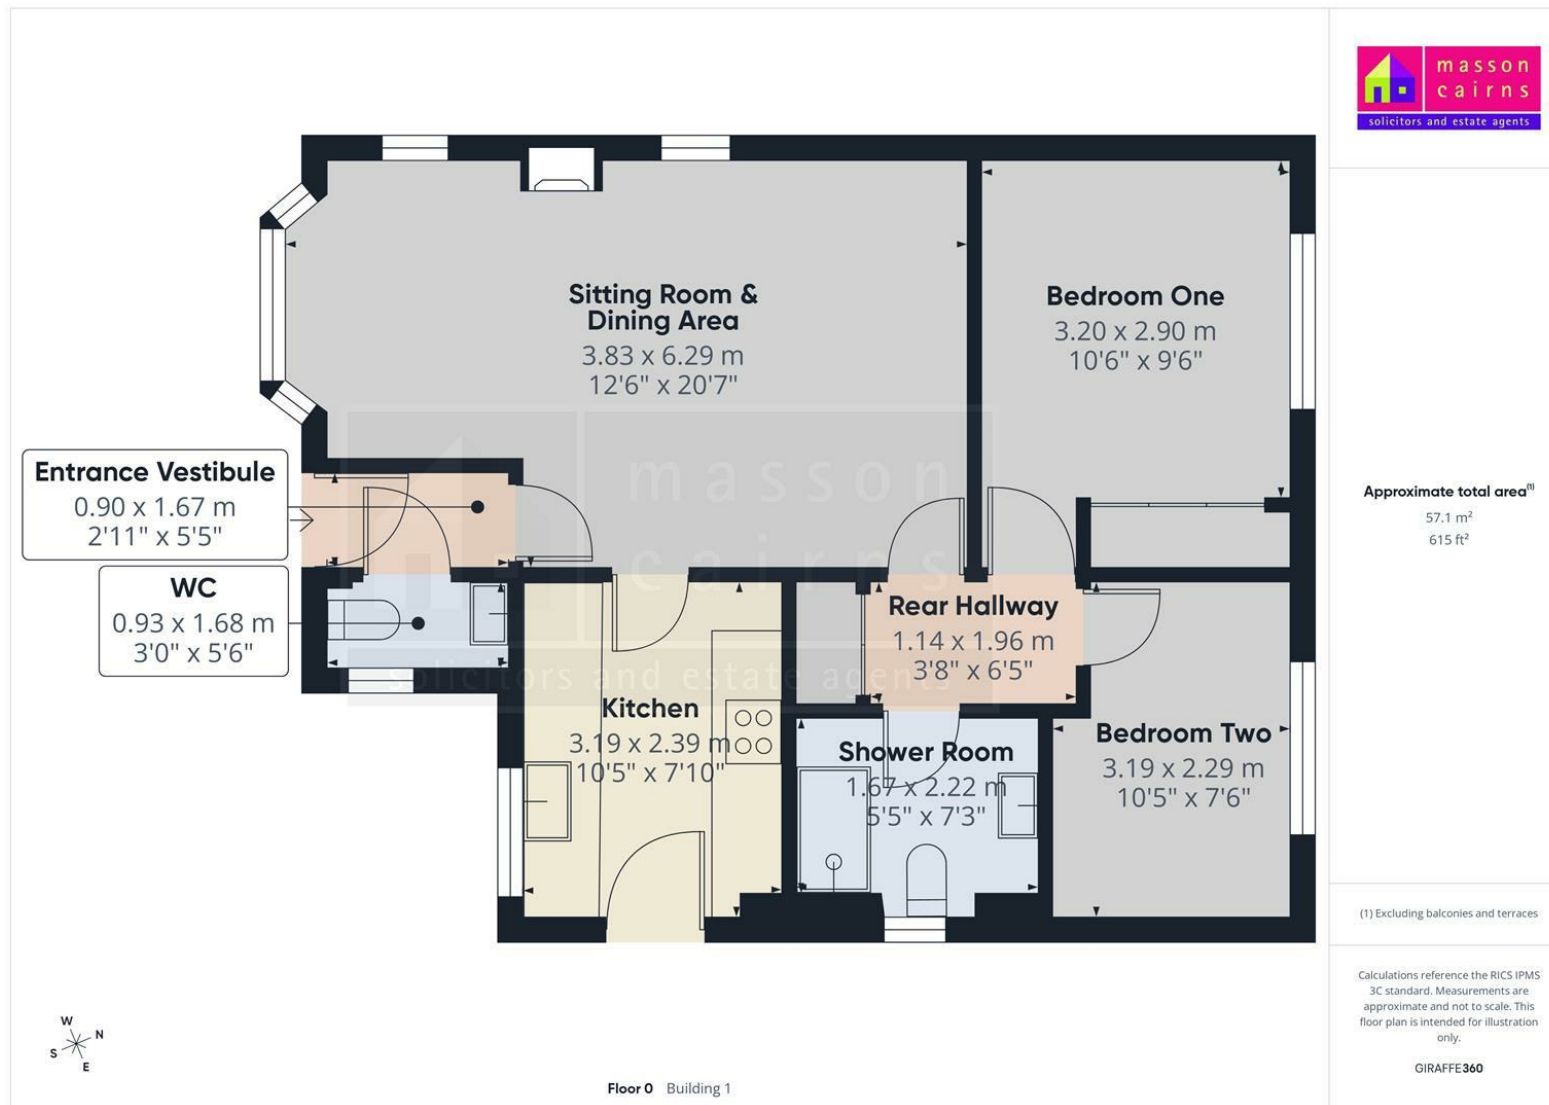 masson
cairns
solicitors and estate agents
Sitting Room &
Dining Area
3.83 x 6.29 m
12'6" x 20'7"
Bedroom One
3.20 x 2.90 m
10'6" x 9'6"
Entrance Vestibule
0.90 x 1.67 m
2'11" x 5'5"
WC
0.93 x 1.68 m
3'0" x 5'6"
masson
cairns
solicitors and estate agents
Rear Hallway
1.14 x 1.96 m
3'8" x 6'5"
Kitchen
3.19 x 2.39 m
10'5" x 7'10"
Shower Room
1.67 x 2.22 m
5'5" x 7'3"
Bedroom Two
3.19 x 2.29 m
10'5" x 7'6"
Approximate total area(1)
57.1 m²
615 ft²
(1) Excluding balconies and terraces
Calculations reference the RICS IPMS
3C standard. Measurements are
approximate and not to scale. This
floor plan is intended for illustration
only.
GIRAFFE360
W
N
S
E
Floor 0 Building 1